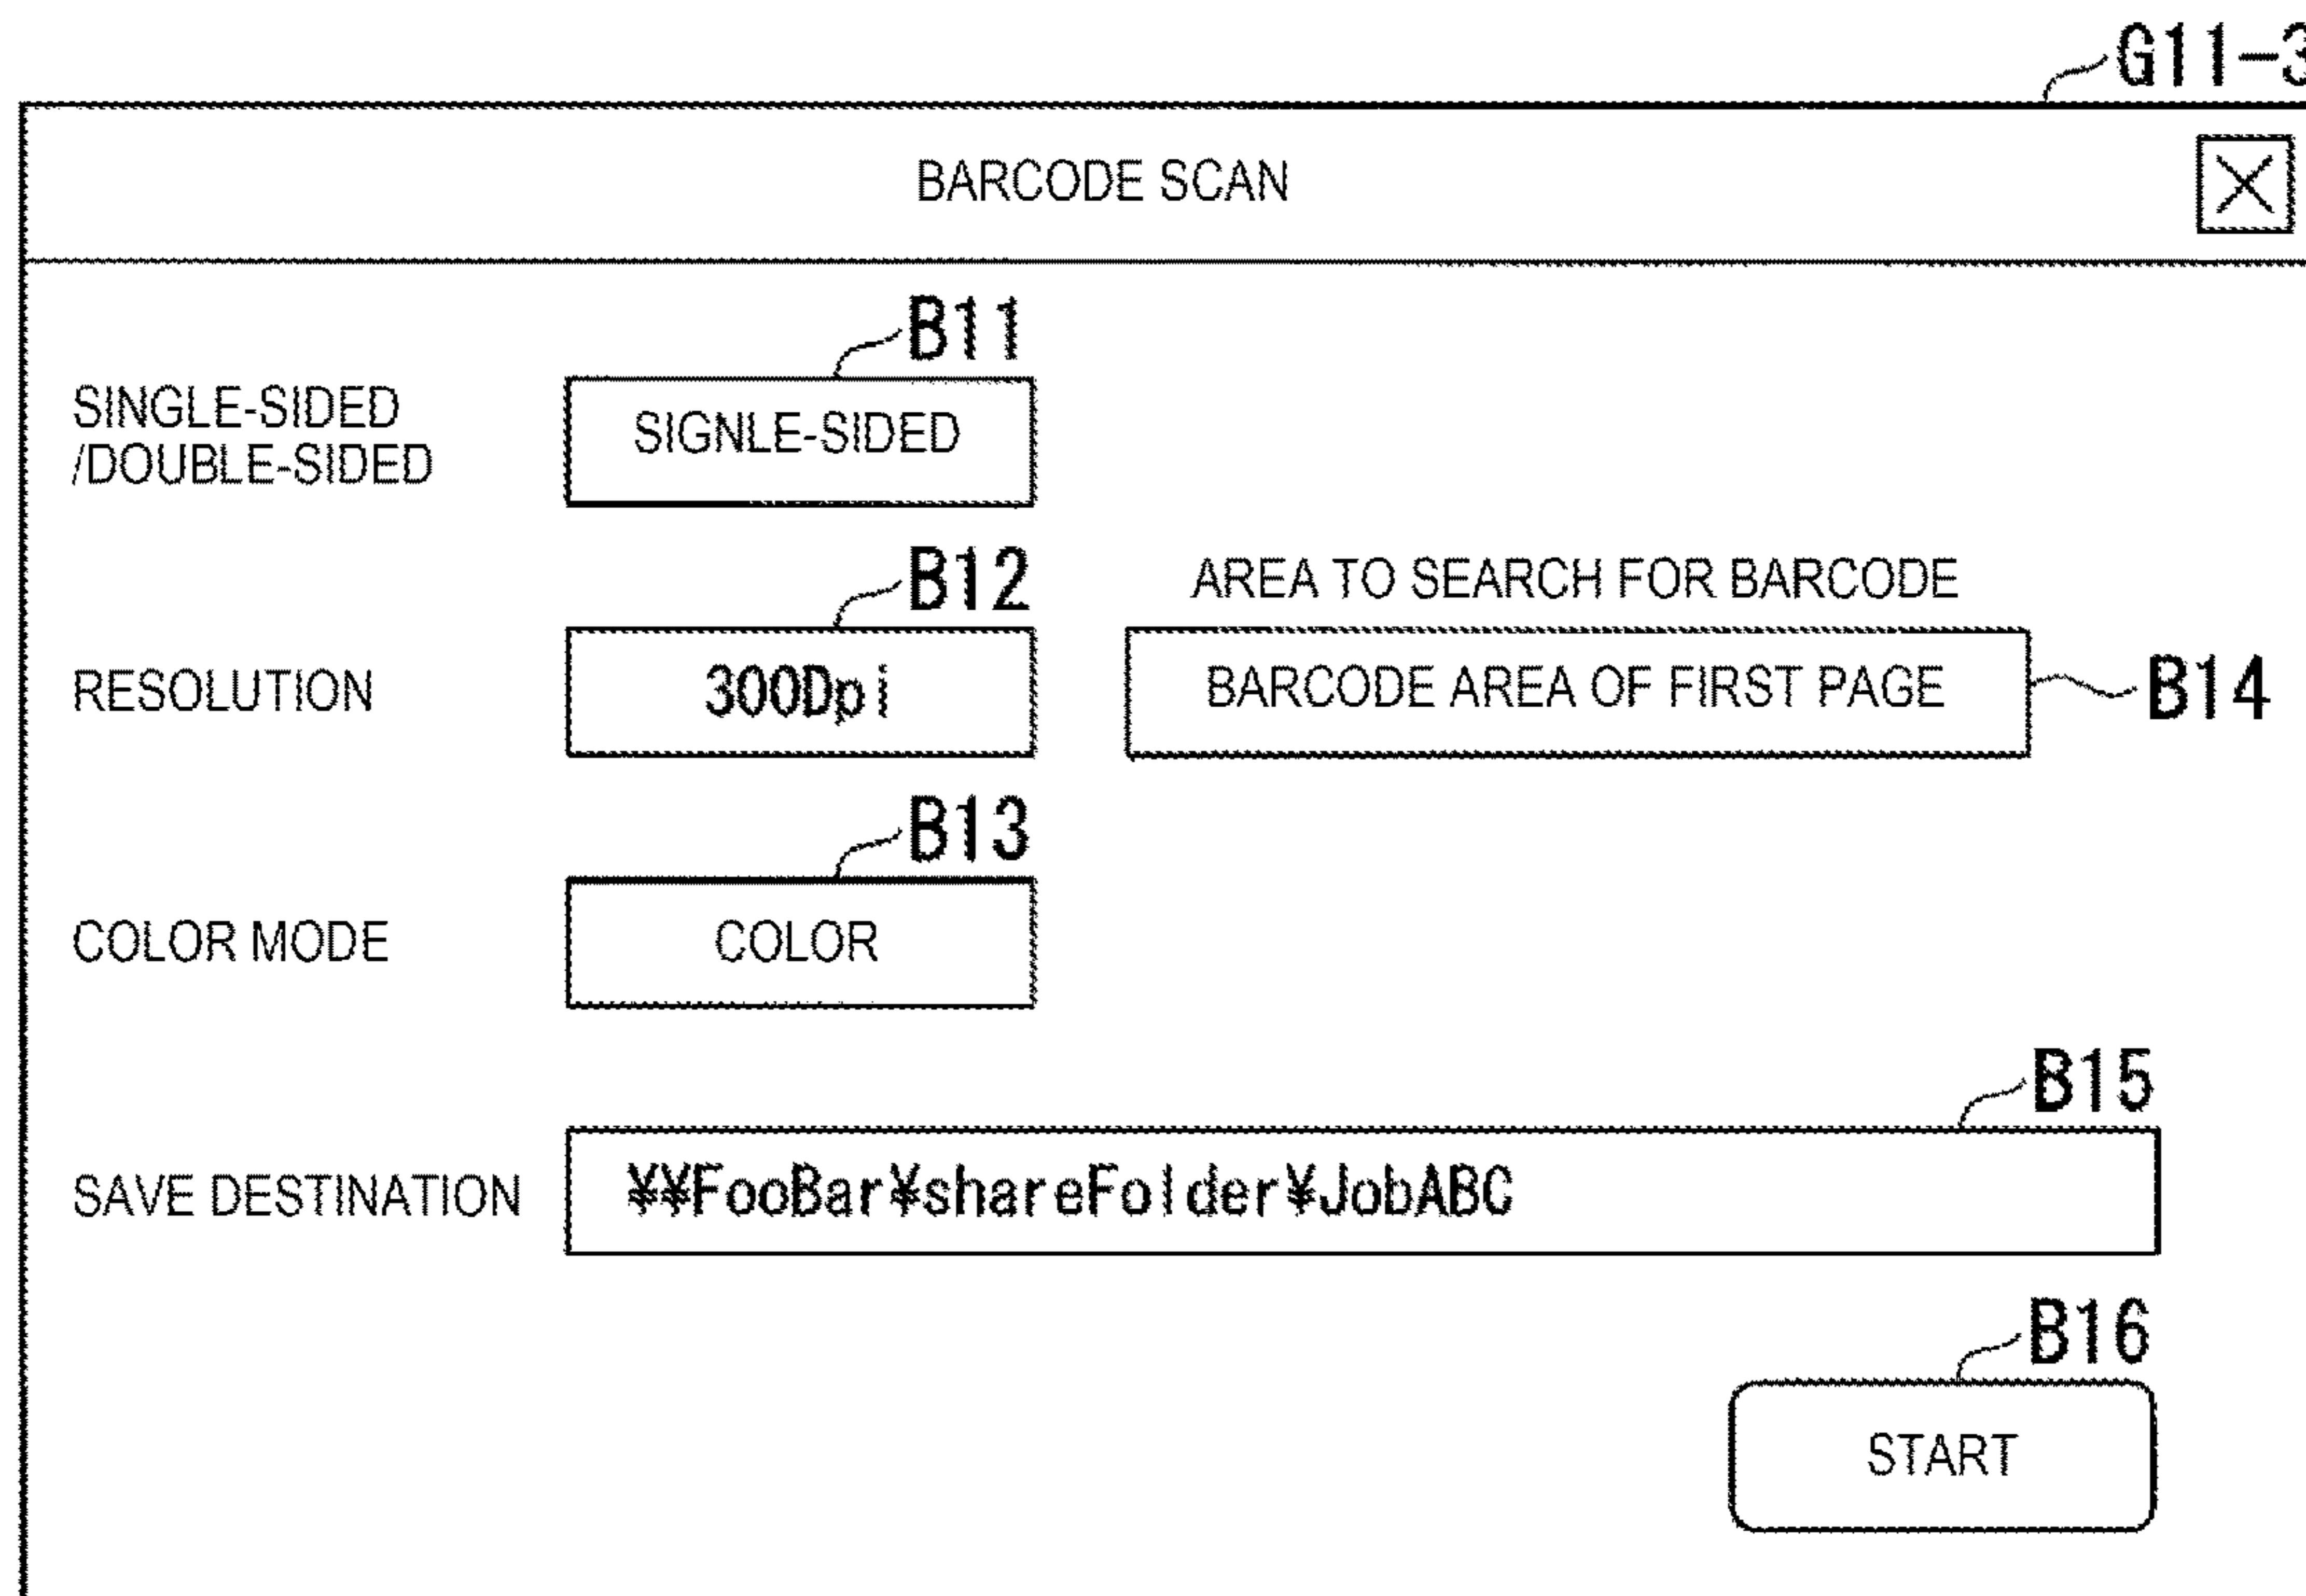 G11-3
BARCODE SCAN
B11
SINGLE-SIDED
/DOUBLE-SIDED
SIGNLE-SIDED
B12
AREA TO SEARCH FOR BARCODE
RESOLUTION
300Dpi
BARCODE AREA OF FIRST PAGE
B14
B13
COLOR MODE
COLOR
B15
SAVE DESTINATION
¥¥FooBar¥shareFolder¥JobABC
B16
START